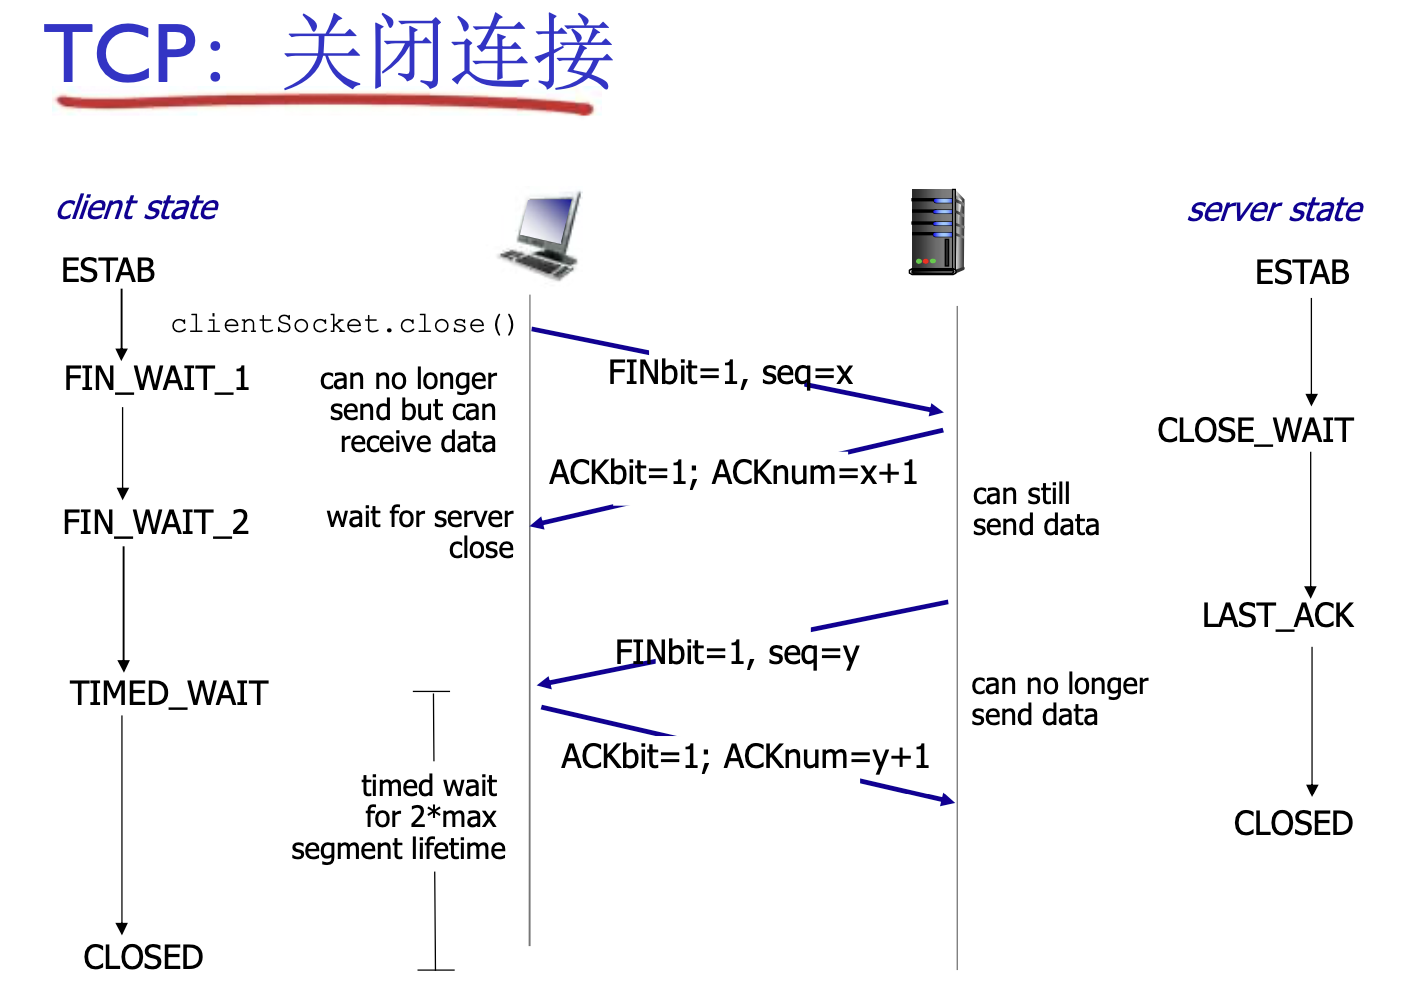 TCP: 关闭连接
client state
server state
ESTAB
ESTAB
clientSocket.close()
FINbit=1, seq=x
FIN_WAIT_1
can no longer
send but can
receive data
CLOSE_WAIT
ACKbit=1; ACKnum=x+1
can still
send data
FIN_WAIT_2
wait for server
close
LAST_ACK
FINbit=1, seq=y
TIMED_WAIT
can no longer
send data
ACKbit=1; ACKnum=y+1
timed wait
for 2*max
segment lifetime
CLOSED
CLOSED